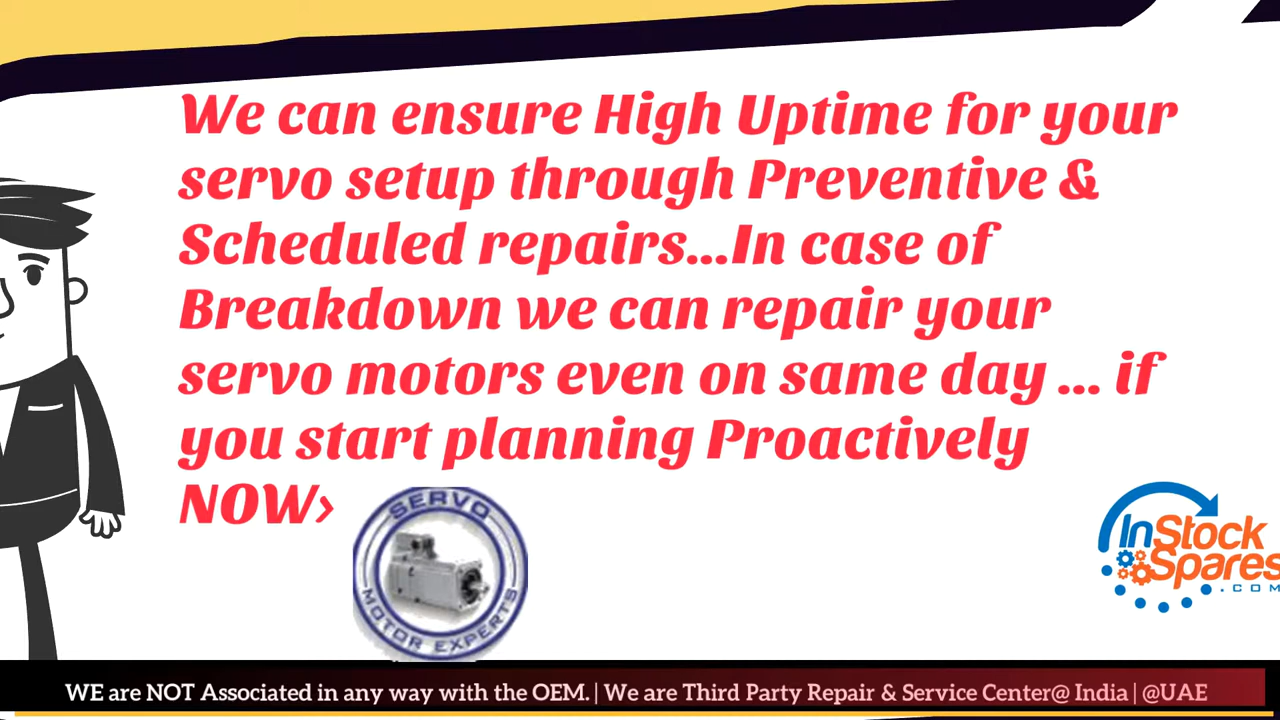 We can ensure High Uptime for your
servo setup through Preventive &
Scheduled repairs...In case of
Breakdown we can repair your
servo motors even on same day ... if
you start planning Proactively
NOW>
SERVO
MOTOR EXPERTS
InStock
Spares
.COM
WE are NOT Associated in any way with the OEM. | We are Third Party Repair & Service Center@ India | @UAE